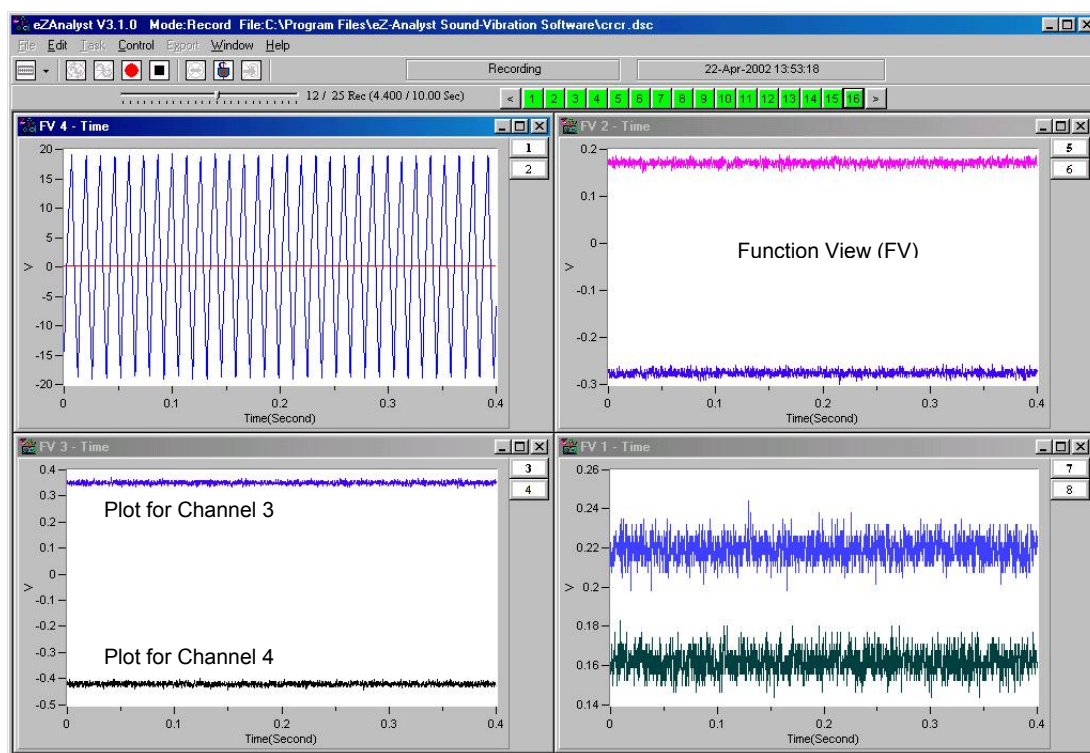 eZAnalyst V3.1.0 Mode:Record File:C:\Program Files\eZ-Analyst Sound-Vibration Software\crcr.dsc
File Edit Task Control Export Window Help
Recording
22-Apr-2002 13:53:18
12 / 25 Rec (4.400 / 10.00 Sec)
< 1 2 3 4 5 6 7 8 9 10 11 12 13 14 15 16 >
FV 4 - Time
1
2
20
15
10
5
0
-5
-10
-15
-20
V
0 0.1 0.2 0.3 0.4
Time(Second)
FV 2 - Time
5
6
0.2
0.1
0
-0.1
-0.2
-0.3
V
Function View (FV)
0 0.1 0.2 0.3 0.4
Time(Second)
FV 3 - Time
3
4
0.4
0.3
0.2
0.1
0
-0.1
-0.2
-0.3
-0.4
-0.5
V
Plot for Channel 3
Plot for Channel 4
0 0.1 0.2 0.3 0.4
Time(Second)
FV 1 - Time
7
8
0.26
0.24
0.22
0.2
0.18
0.16
0.14
V
0 0.1 0.2 0.3 0.4
Time(Second)